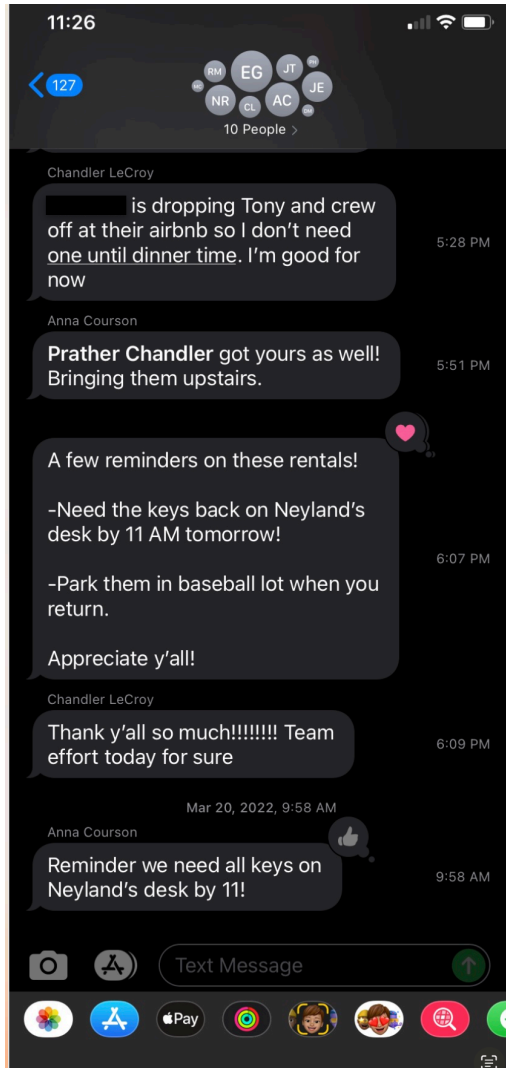 11:26
127
RM
EG
JT
PH
MC
NR
CL
AC
JE
10 People >
Chandler LeCroy
is dropping Tony and crew
off at their airbnb so I don't need
one until dinner time. I'm good for
now
5:28 PM
Anna Courson
Prather Chandler got yours as well!
Bringing them upstairs.
5:51 PM
A few reminders on these rentals!
-Need the keys back on Neyland's
desk by 11 AM tomorrow!
-Park them in baseball lot when you
return.
Appreciate y'all!
6:07 PM
Chandler LeCroy
Thank y'all so much!!!!!!!! Team
effort today for sure
6:09 PM
Mar 20, 2022, 9:58 AM
Anna Courson
Reminder we need all keys on
Neyland's desk by 11!
9:58 AM
Text Message
Pay